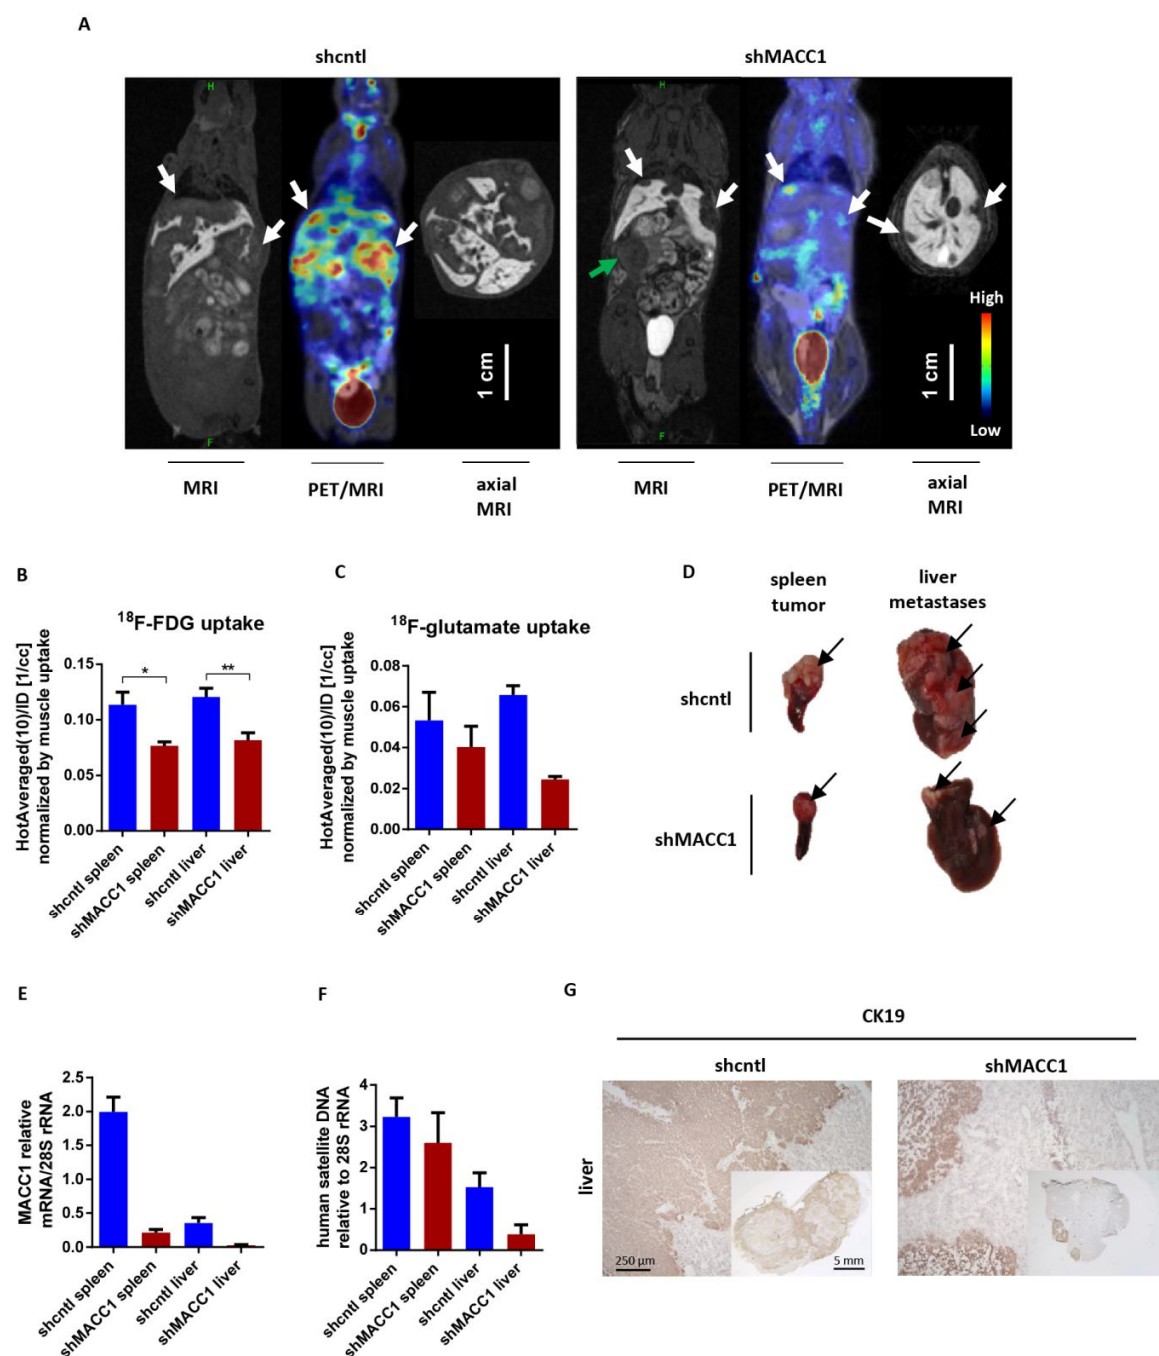 A
shcntl
shMACC1
H
H
F
F
1 cm
1 cm
High
Low
MRI
PET/MRI
axial
MRI
MRI
PET/MRI
axial
MRI
B
18F-FDG uptake
HotAveraged(10)/ID [1/cc]
normalized by muscle uptake
0.15
0.10
0.05
0.00
*
**
shcntl spleen
shMACC1 spleen
shcntl liver
shMACC1 liver
C
18F-glutamate uptake
HotAveraged(10)/ID [1/cc]
normalized by muscle uptake
0.08
0.06
0.04
0.02
0.00
shcntl spleen
shMACC1 spleen
shcntl liver
shMACC1 liver
D
spleen
tumor
liver
metastases
shcntl
shMACC1
E
MACC1 relative
mRNA/28S rRNA
2.5
2.0
1.5
1.0
0.5
0.0
shcntl spleen
shMACC1 spleen
shcntl liver
shMACC1 liver
F
human satellite DNA
relative to 28S rRNA
4
3
2
1
0
shcntl spleen
shMACC1 spleen
shcntl liver
shMACC1 liver
G
CK19
shcntl
shMACC1
liver
250 µm
5 mm